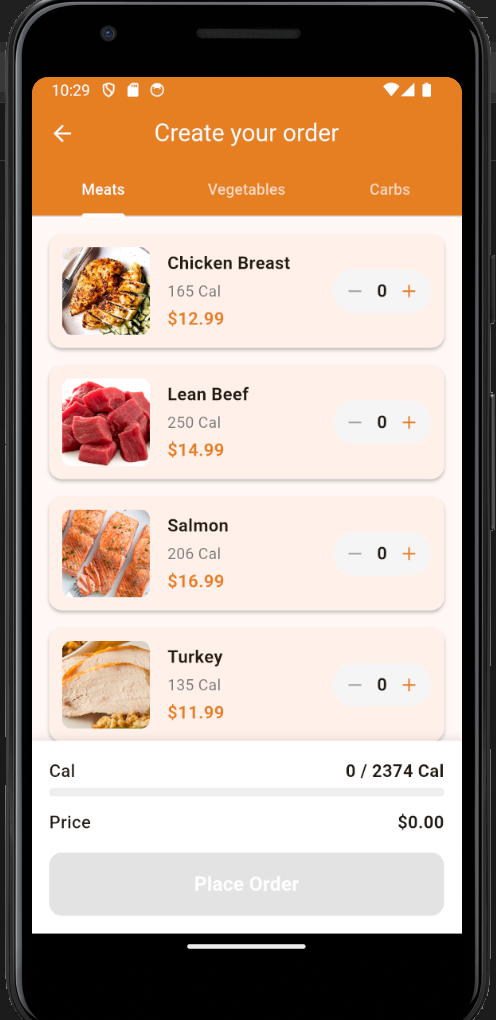 10:29
Create your order
Meats Vegetables Carbs
Chicken Breast
165 Cal
$12.99
− 0 +
Lean Beef
250 Cal
$14.99
− 0 +
Salmon
206 Cal
$16.99
− 0 +
Turkey
135 Cal
$11.99
− 0 +
Cal 0 / 2374 Cal
Price $0.00
Place Order